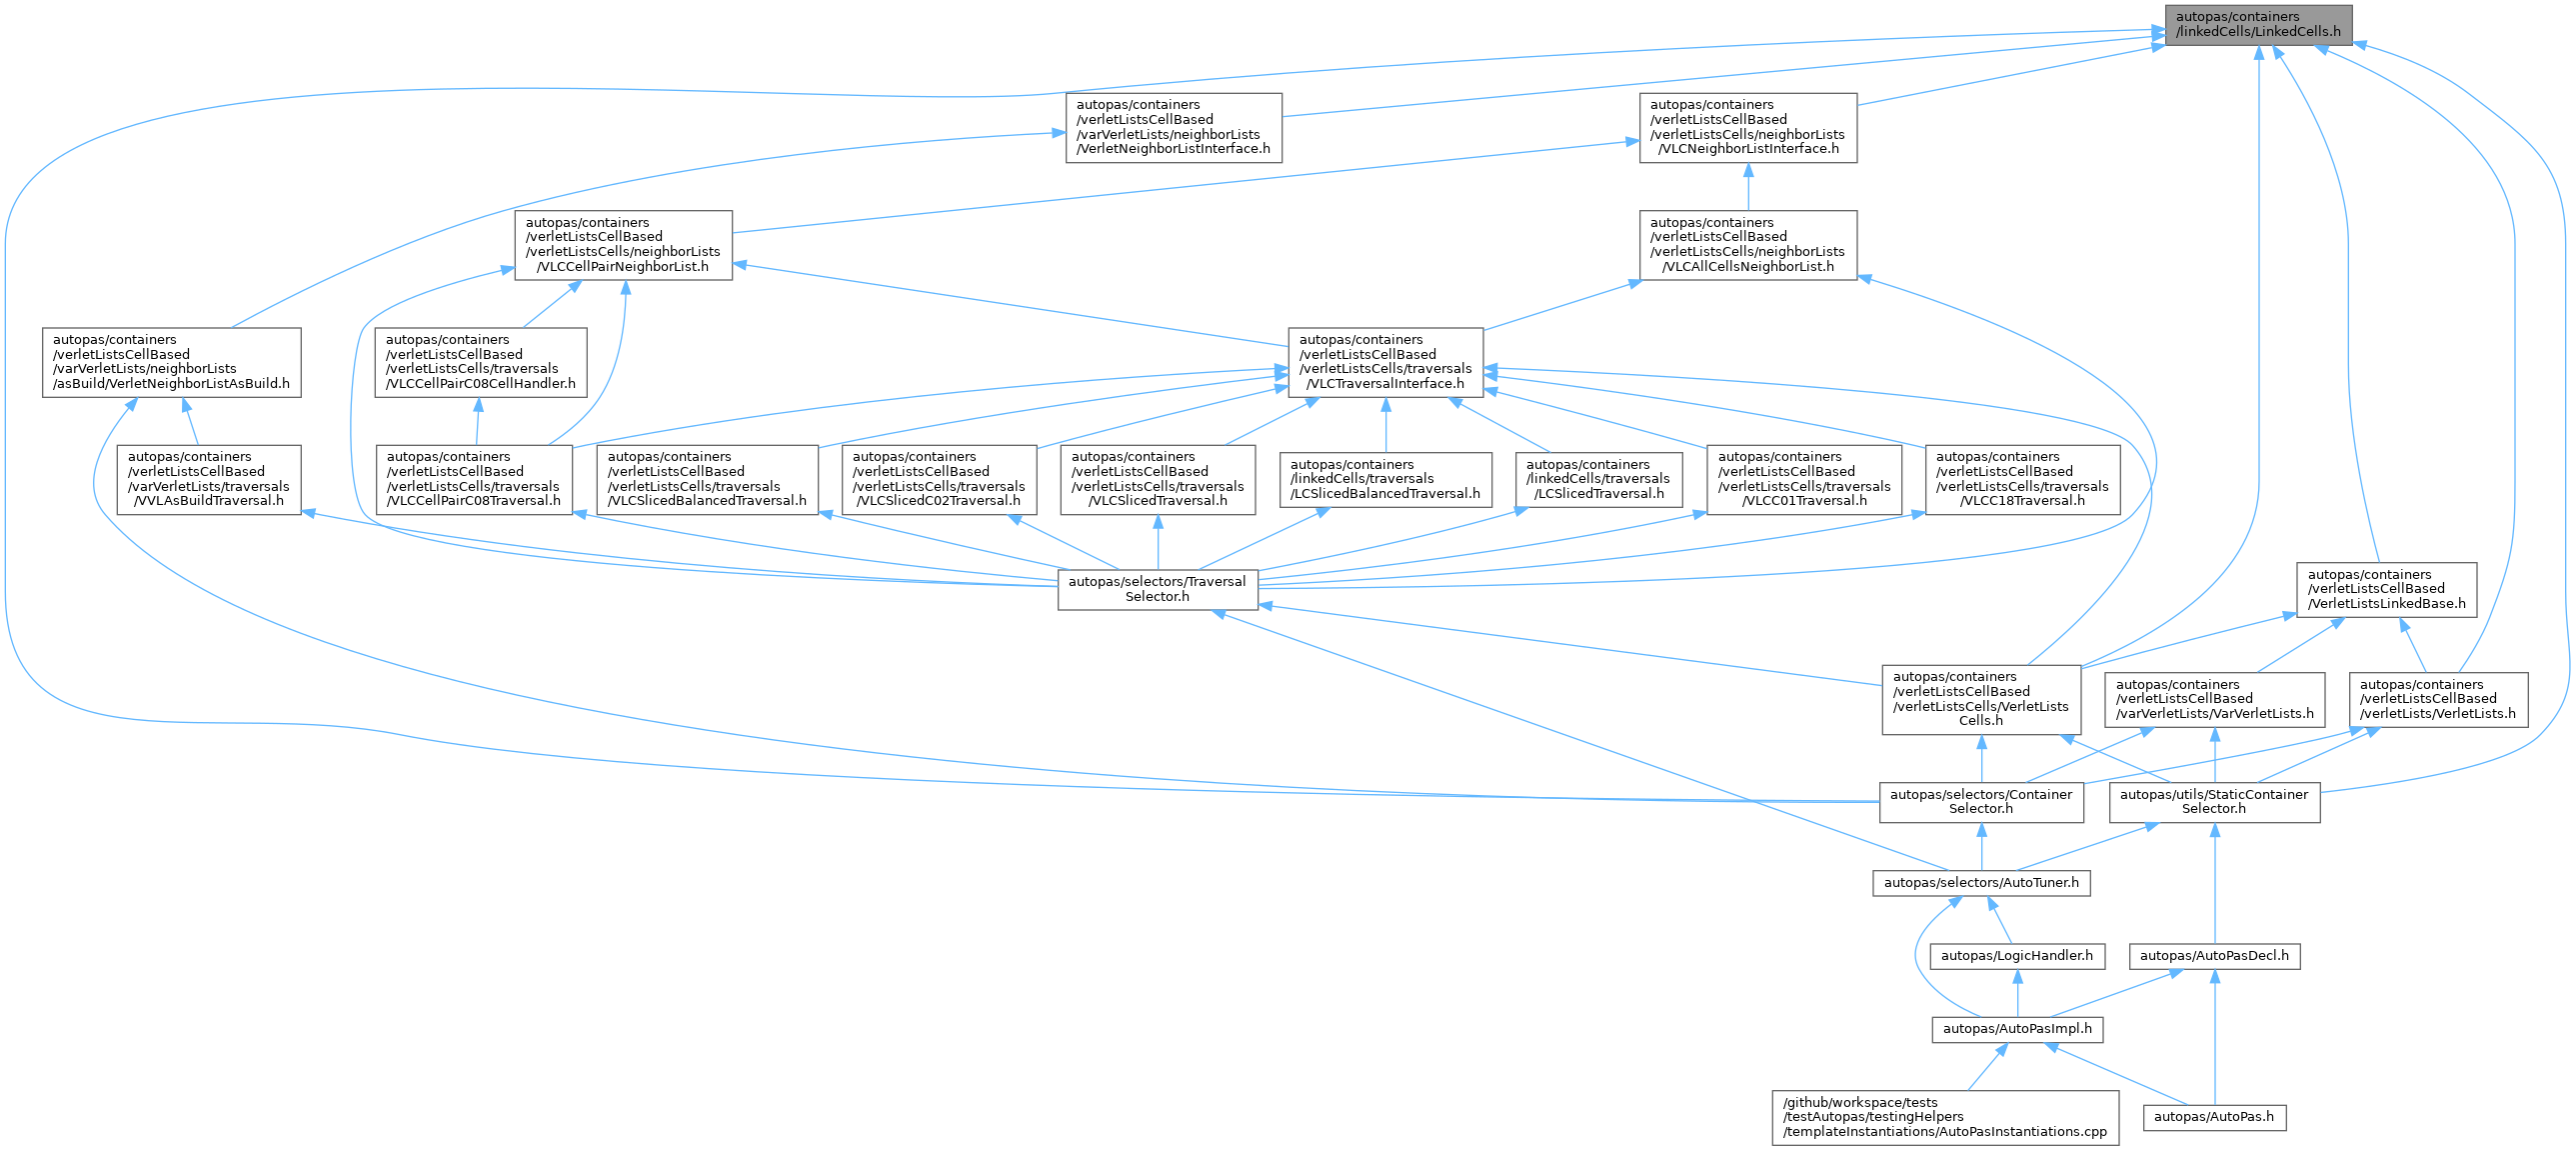 autopas/containers
/linkedCells/LinkedCells.h
autopas/containers
/verletListsCellBased
/varVerletLists/neighborLists
/VerletNeighborListInterface.h
autopas/containers
/verletListsCellBased
/verletListsCells/neighborLists
/VLCNeighborListInterface.h
autopas/containers
/verletListsCellBased
/verletListsCells/neighborLists
/VLCCellPairNeighborList.h
autopas/containers
/verletListsCellBased
/verletListsCells/neighborLists
/VLCAllCellsNeighborList.h
autopas/containers
/verletListsCellBased
/varVerletLists/neighborLists
/asBuild/VerletNeighborListAsBuild.h
autopas/containers
/verletListsCellBased
/verletListsCells/traversals
/VLCCellPairC08CellHandler.h
autopas/containers
/verletListsCellBased
/verletListsCells/traversals
/VLCTraversalInterface.h
autopas/containers
/verletListsCellBased
/varVerletLists/traversals
/VVLAsBuildTraversal.h
autopas/containers
/verletListsCellBased
/verletListsCells/traversals
/VLCCellPairC08Traversal.h
autopas/containers
/verletListsCellBased
/verletListsCells/traversals
/VLCSlicedBalancedTraversal.h
autopas/containers
/verletListsCellBased
/verletListsCells/traversals
/VLCSlicedC02Traversal.h
autopas/containers
/verletListsCellBased
/verletListsCells/traversals
/VLCSlicedTraversal.h
autopas/containers
/linkedCells/traversals
/LCSlicedBalancedTraversal.h
autopas/containers
/linkedCells/traversals
/LCSlicedTraversal.h
autopas/containers
/verletListsCellBased
/verletListsCells/traversals
/VLCC01Traversal.h
autopas/containers
/verletListsCellBased
/verletListsCells/traversals
/VLCC18Traversal.h
autopas/selectors/Traversal
Selector.h
autopas/containers
/verletListsCellBased
/VerletListsLinkedBase.h
autopas/containers
/verletListsCellBased
/verletListsCells/VerletLists
Cells.h
autopas/containers
/verletListsCellBased
/varVerletLists/VarVerletLists.h
autopas/containers
/verletListsCellBased
/verletLists/VerletLists.h
autopas/selectors/Container
Selector.h
autopas/utils/StaticContainer
Selector.h
autopas/selectors/AutoTuner.h
autopas/LogicHandler.h
autopas/AutoPasDecl.h
autopas/AutoPasImpl.h
/github/workspace/tests
/testAutopas/testingHelpers
/templateInstantiations/AutoPasInstantiations.cpp
autopas/AutoPas.h